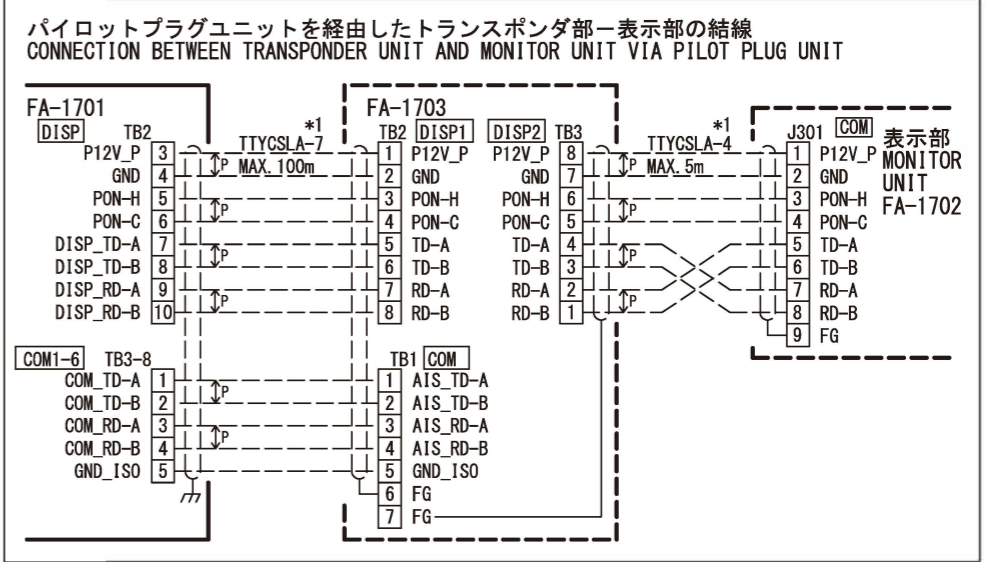 パイロットプラグユニットを経由したトランスポンダ部－表示部の結線
CONNECTION BETWEEN TRANSPONDER UNIT AND MONITOR UNIT VIA PILOT PLUG UNIT
FA-1701
DISP TB2
P12V_P 3
GND 4
PON-H 5
PON-C 6
DISP_TD-A 7
DISP_TD-B 8
DISP_RD-A 9
DISP_RD-B 10
COM1-6 TB3-8
COM_TD-A 1
COM_TD-B 2
COM_RD-A 3
COM_RD-B 4
GND_ISO 5
*1
TTYCSLA-7
MAX. 100m
P
P
P
P
P
P
FA-1703
TB2 DISP1
1 P12V_P
2 GND
3 PON-H
4 PON-C
5 TD-A
6 TD-B
7 RD-A
8 RD-B
TB1 COM
1 AIS_TD-A
2 AIS_TD-B
3 AIS_RD-A
4 AIS_RD-B
5 GND_ISO
6 FG
7 FG
DISP2 TB3
P12V_P 8
GND 7
PON-H 6
PON-C 5
TD-A 4
TD-B 3
RD-A 2
RD-B 1
*1
TTYCSLA-4
MAX. 5m
P
P
P
P
J301 COM
1 P12V_P
2 GND
3 PON-H
4 PON-C
5 TD-A
6 TD-B
7 RD-A
8 RD-B
9 FG
表示部
MONITOR
UNIT
FA-1702